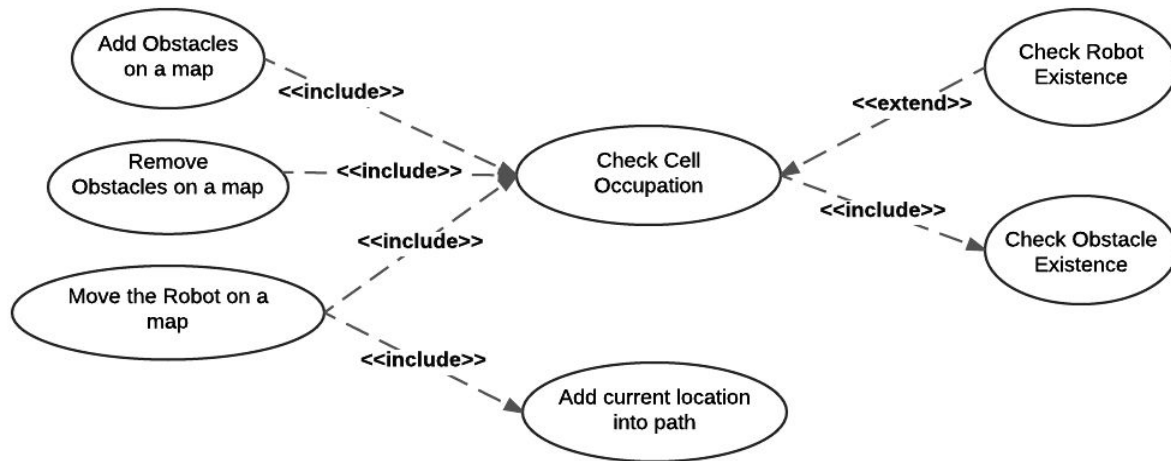 Add Obstacles
on a map
<<include>>
Remove
Obstacles on a map
<<include>>
Move the Robot on a
map
<<include>>
<<include>>
Check Cell
Occupation
Add current location
into path
<<extend>>
Check Robot
Existence
<<include>>
Check Obstacle
Existence